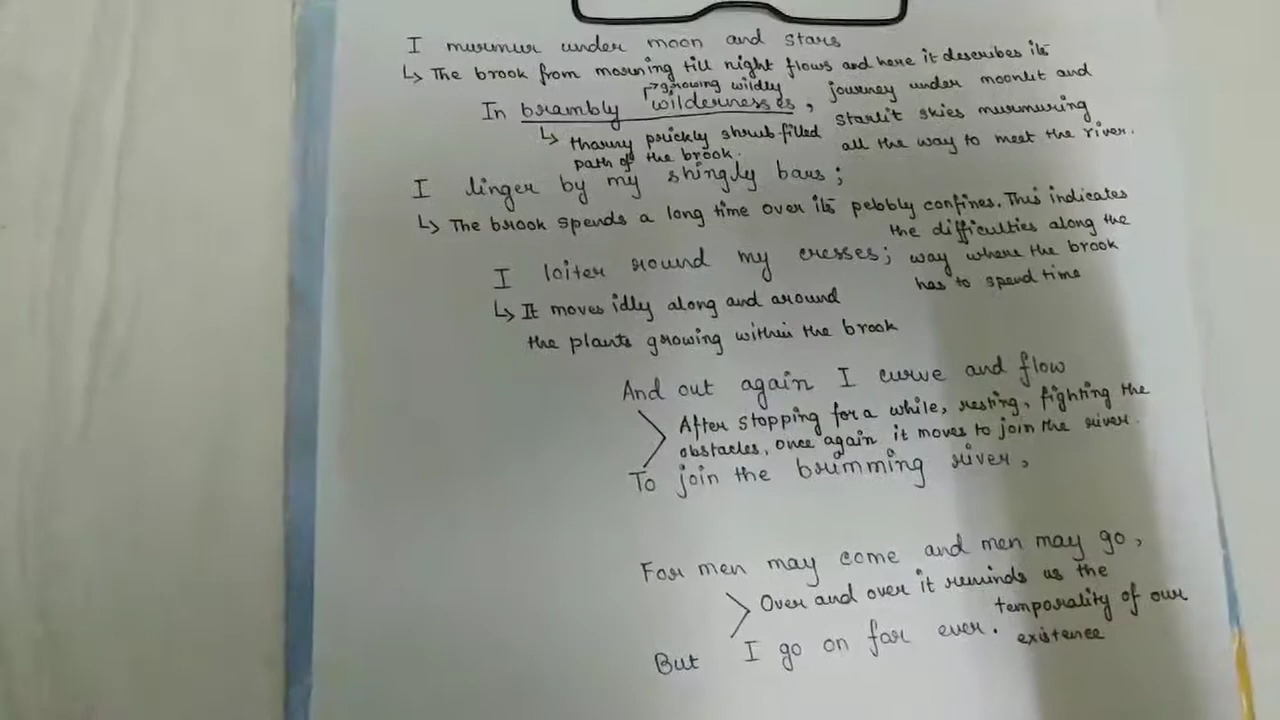 I murmur under moon and stars
↳ The brook from morning till night flows and here it describes its
journey under moonlit and
starlit skies murmuring
all the way to meet the river.
↱ growing wildly
In brambly wildernesses,
↳ thorny prickly shrub filled
path of the brook.
I linger by my shingly bars;
↳ The brook spends a long time over its pebbly confines. This indicates
the difficulties along the
way where the brook
has to spend time
I loiter round my cresses;
↳ It moves idly along and around
the plants growing within the brook
And out again I curve and flow
After stopping for a while, resting, fighting the
obstacles, once again it moves to join the river.
To join the brimming river,
For men may come and men may go,
Over and over it reminds us the
temporality of our
existence
But I go on for ever.